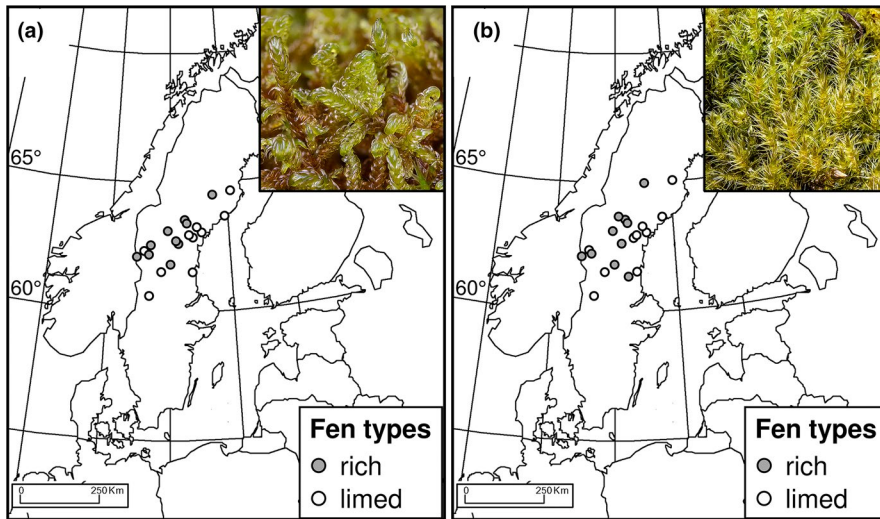 (a)
65°
60°
Fen types
rich
limed
0 250 Km
(b)
65°
60°
Fen types
rich
limed
0 250 Km